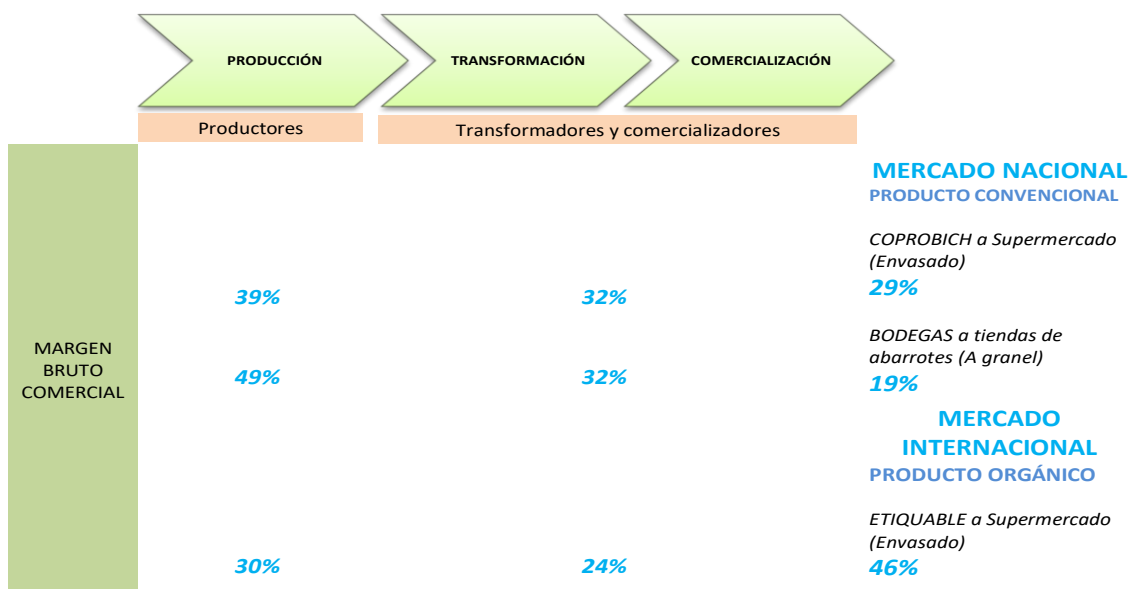 PRODUCCIÓN
TRANSFORMACIÓN
COMERCIALIZACIÓN
Productores
Transformadores y comercializadores
MERCADO NACIONAL
PRODUCTO CONVENCIONAL
COPROBICH a Supermercado
(Envasado)
39%
32%
29%
MARGEN
BRUTO
COMERCIAL
BODEGAS a tiendas de
abarrotes (A granel)
49%
32%
19%
MERCADO
INTERNACIONAL
PRODUCTO ORGÁNICO
ETIQUABLE a Supermercado
(Envasado)
30%
24%
46%